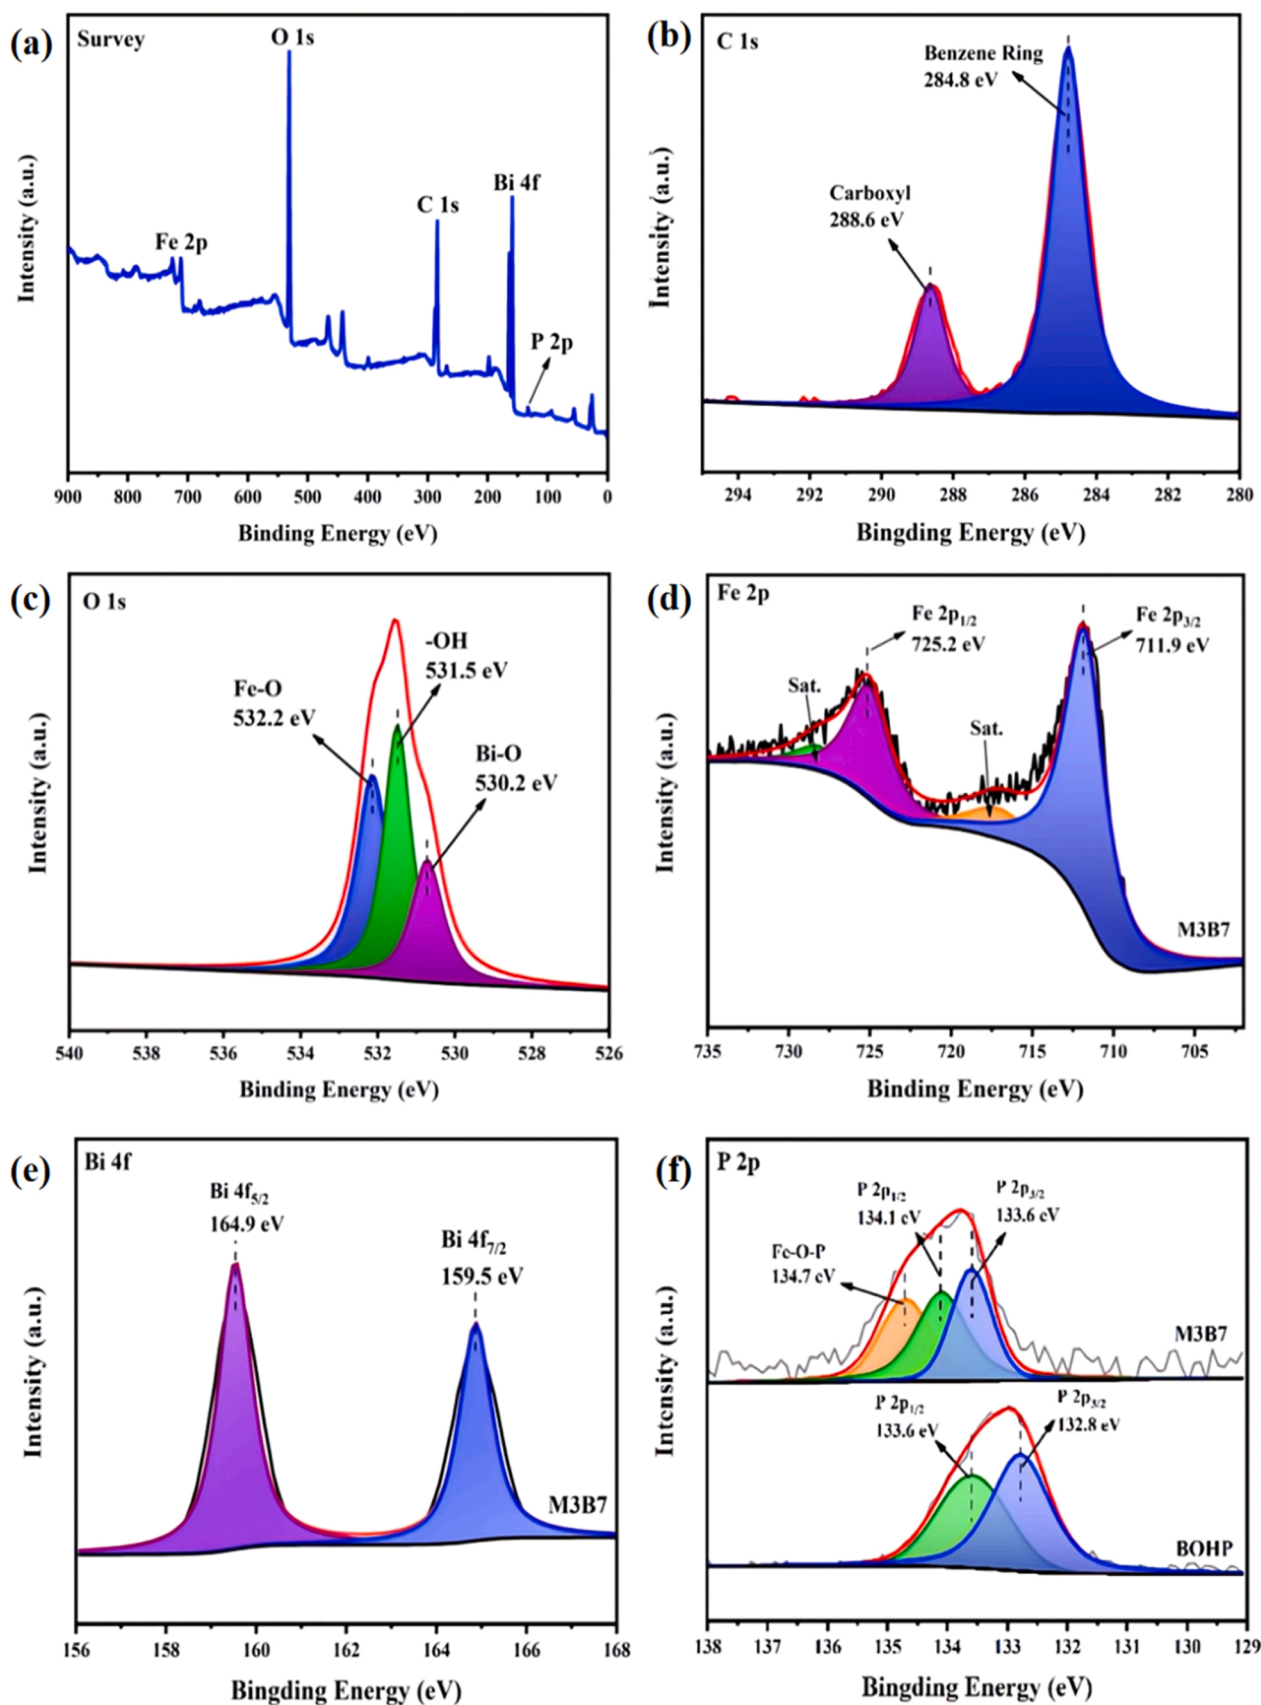 (a)
Survey
O 1s
Fe 2p
C 1s
Bi 4f
P 2p
Intensity (a.u.)
900 800 700 600 500 400 300 200 100 0
Binding Energy (eV)
(b)
C 1s
Benzene Ring
284.8 eV
Carboxyl
288.6 eV
Intensity (a.u.)
294 292 290 288 286 284 282 280
Bingding Energy (eV)
(c)
O 1s
-OH
531.5 eV
Fe-O
532.2 eV
Bi-O
530.2 eV
Intensity (a.u.)
540 538 536 534 532 530 528 526
Binding Energy (eV)
(d)
Fe 2p
Fe 2p1/2
725.2 eV
Fe 2p3/2
711.9 eV
Sat.
Sat.
M3B7
Intensity (a.u.)
735 730 725 720 715 710 705
Binding Energy (eV)
(e)
Bi 4f
Bi 4f5/2
164.9 eV
Bi 4f7/2
159.5 eV
M3B7
Intensity (a.u.)
156 158 160 162 164 166 168
Bingding Energy (eV)
(f)
P 2p
P 2p1/2
134.1 eV
P 2p3/2
133.6 eV
Fe-O-P
134.7 eV
M3B7
P 2p1/2
133.6 eV
P 2p3/2
132.8 eV
BOHP
Intensity (a.u.)
138 137 136 135 134 133 132 131 130 129
Bingding Energy (eV)